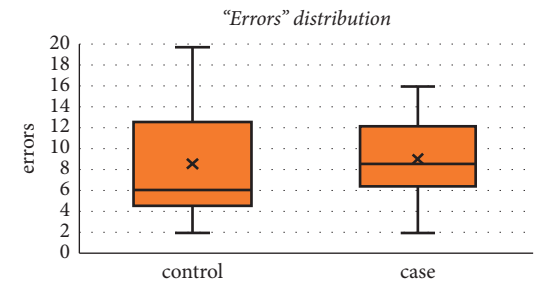 “Errors” distribution
errors
20
18
16
14
12
10
8
6
4
2
0
control
case